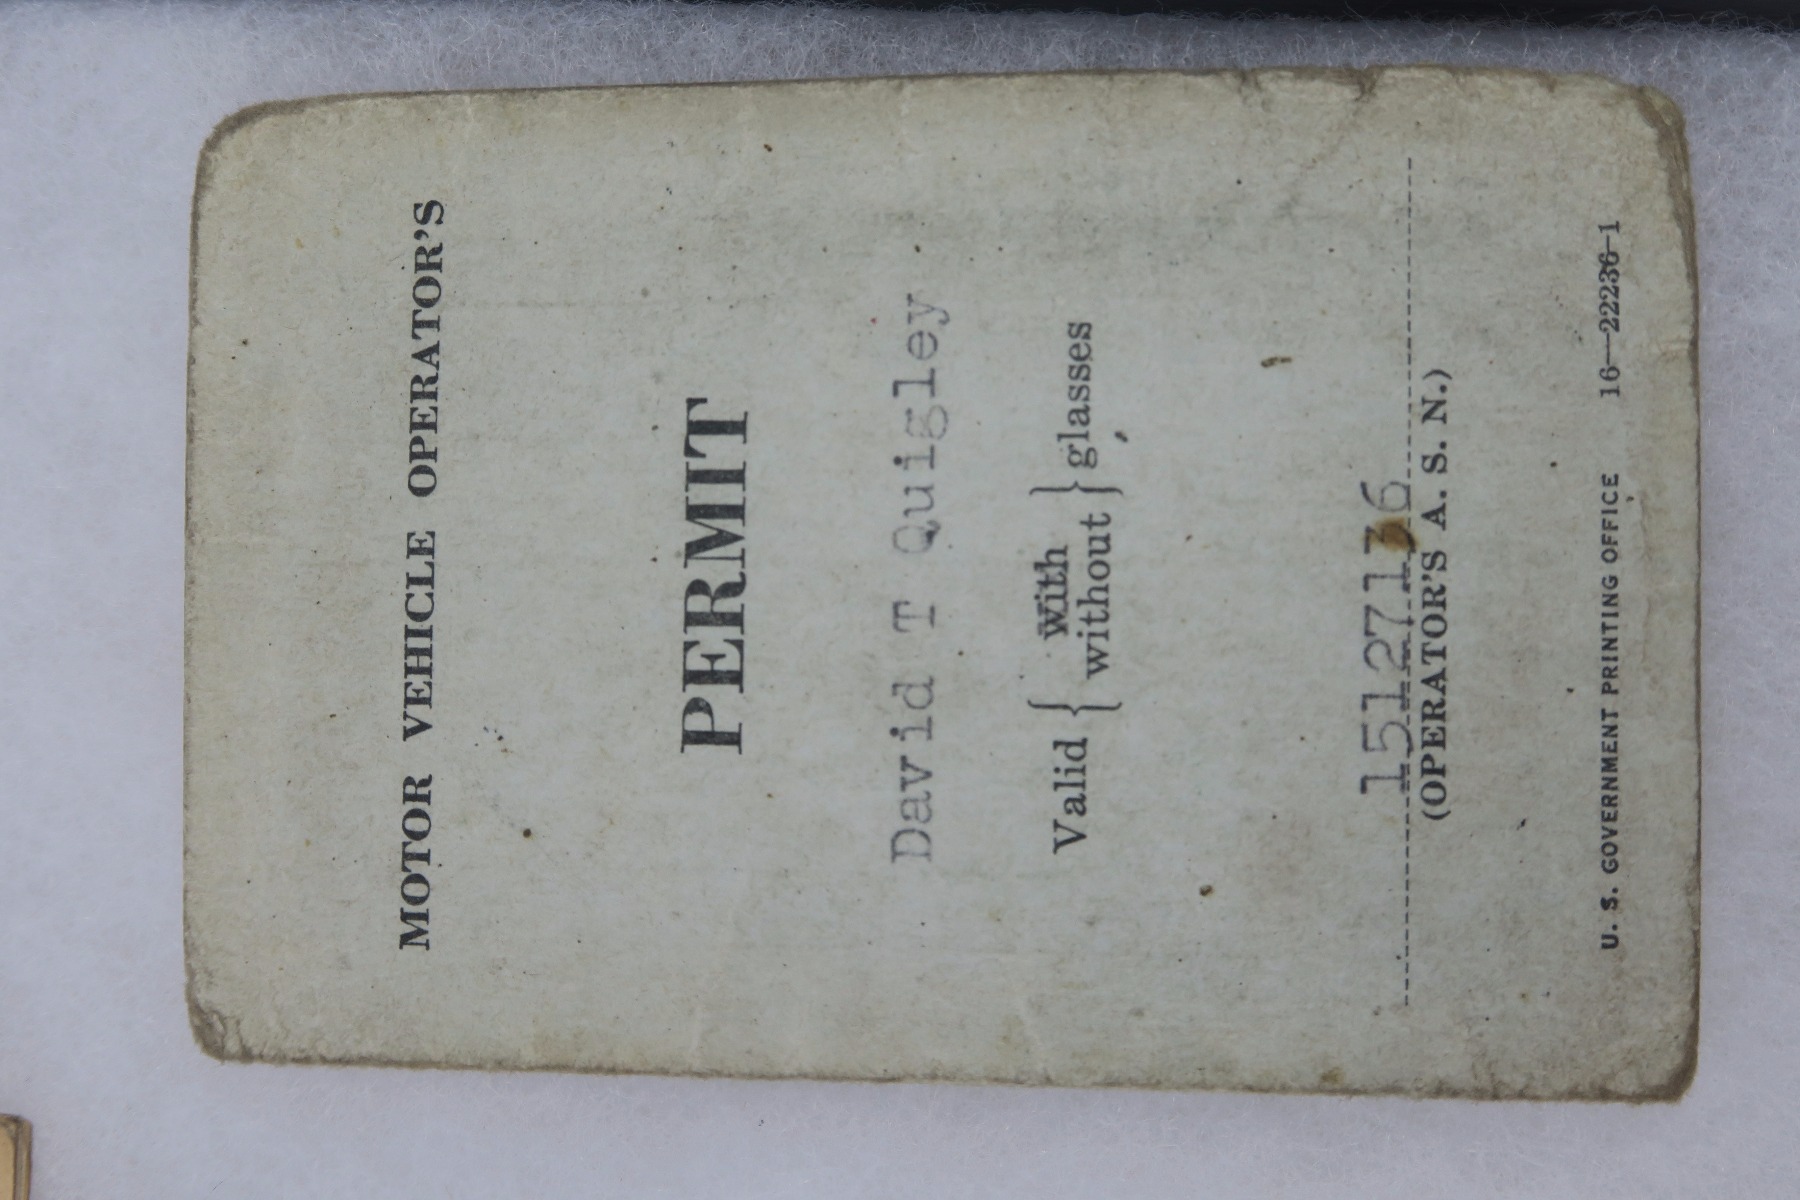 MOTOR VEHICLE OPERATOR'S
PERMIT
David T Quigley
Valid { with without } glasses
15127136
(OPERATOR'S A. S. N.)
U. S. GOVERNMENT PRINTING OFFICE 16—22236-1